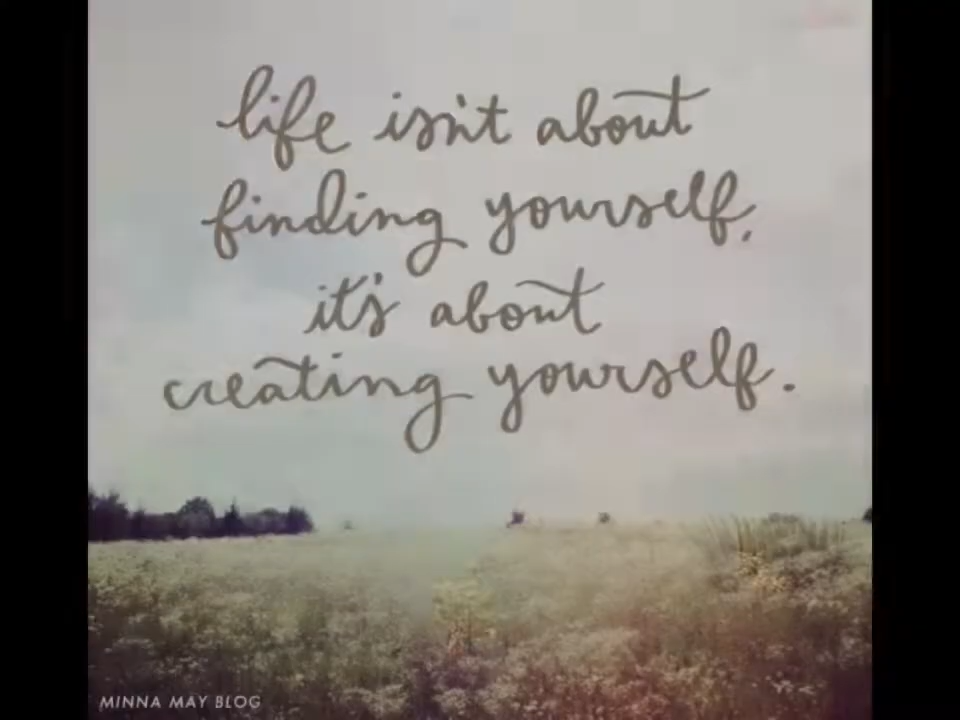 life isn't about
finding yourself,
it's about
creating yourself.
MINNA MAY BLOG